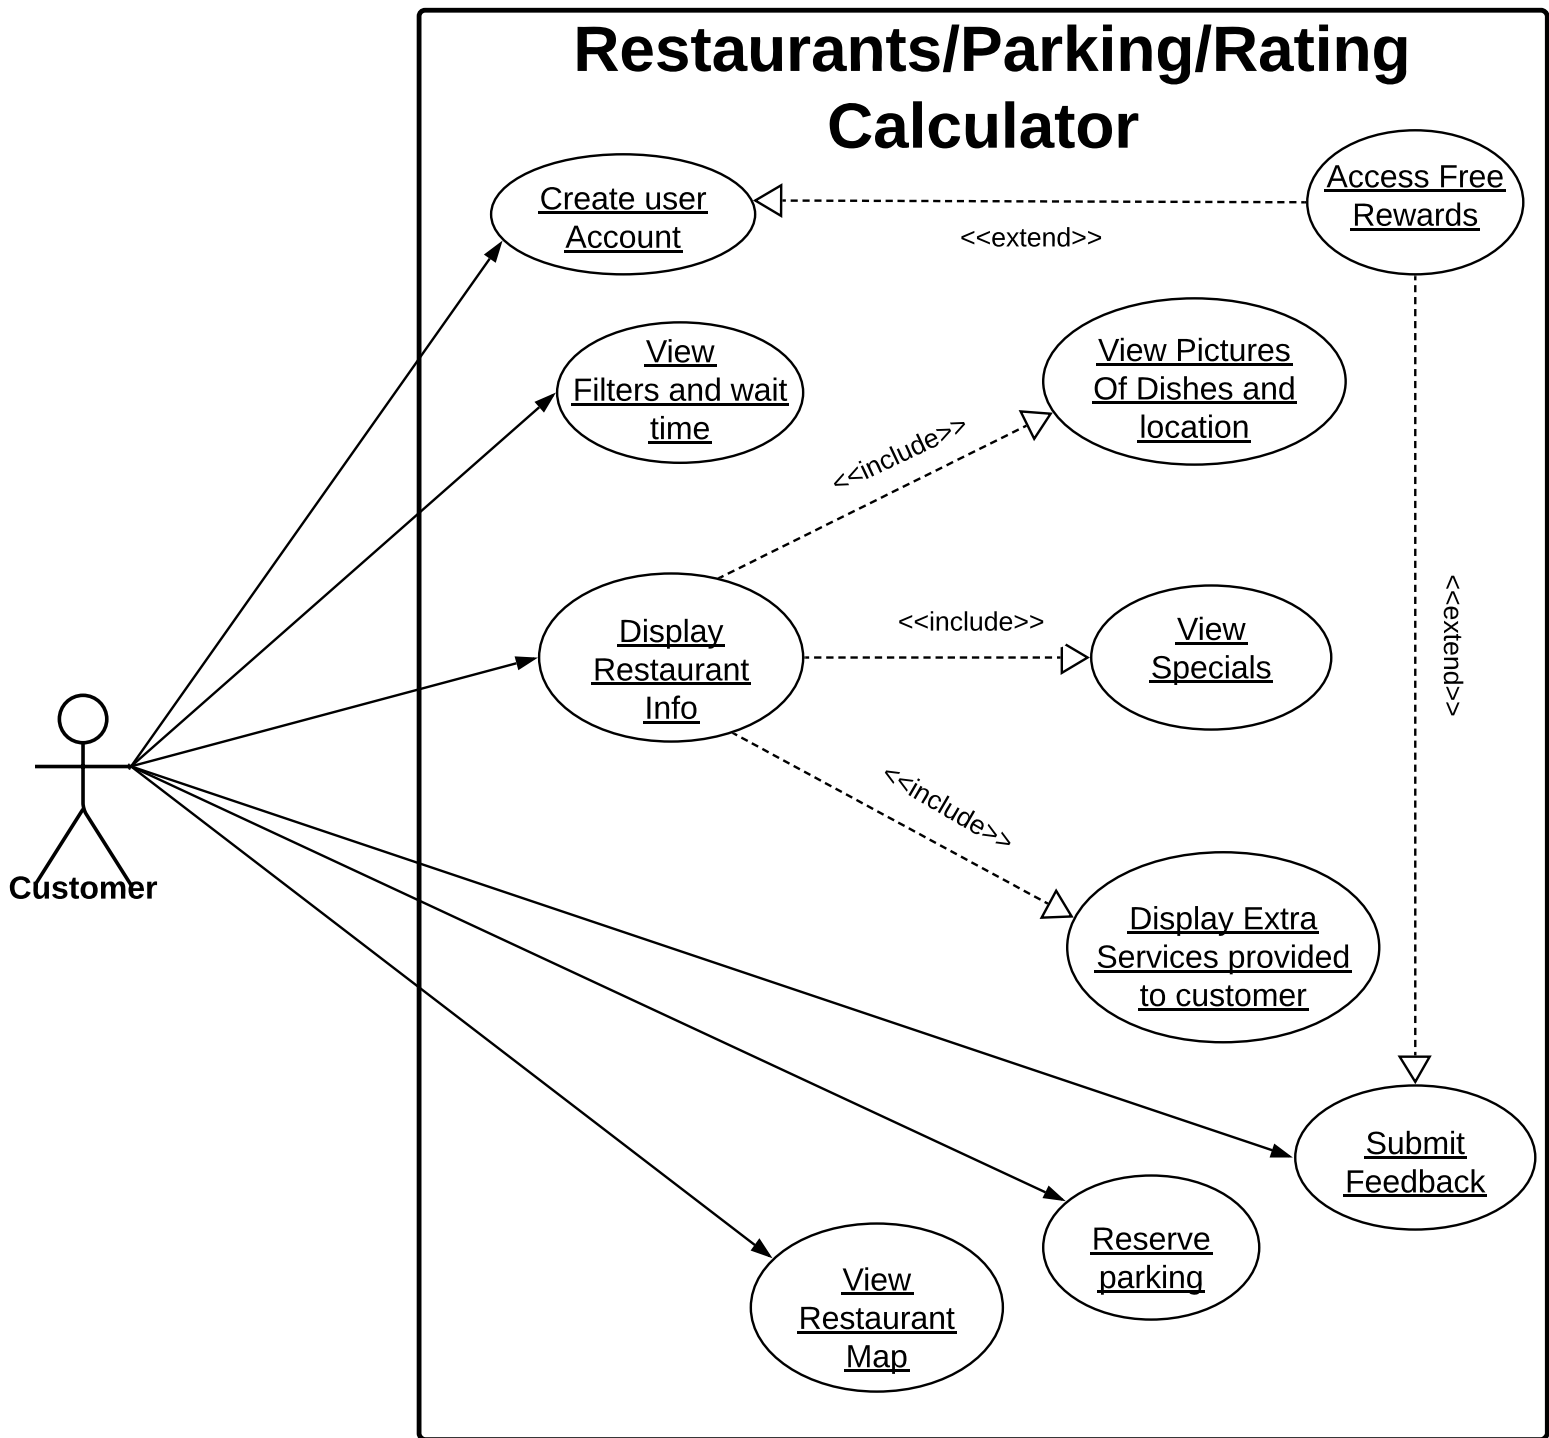 Restaurants/Parking/Rating
Calculator
Create user
Account
<<extend>>
Access Free
Rewards
View
Filters and wait
time
View Pictures
Of Dishes and
location
<<include>>
Display
Restaurant
Info
<<include>>
View
Specials
<<extend>>
<<include>>
Customer
Display Extra
Services provided
to customer
Submit
Feedback
Reserve
parking
View
Restaurant
Map